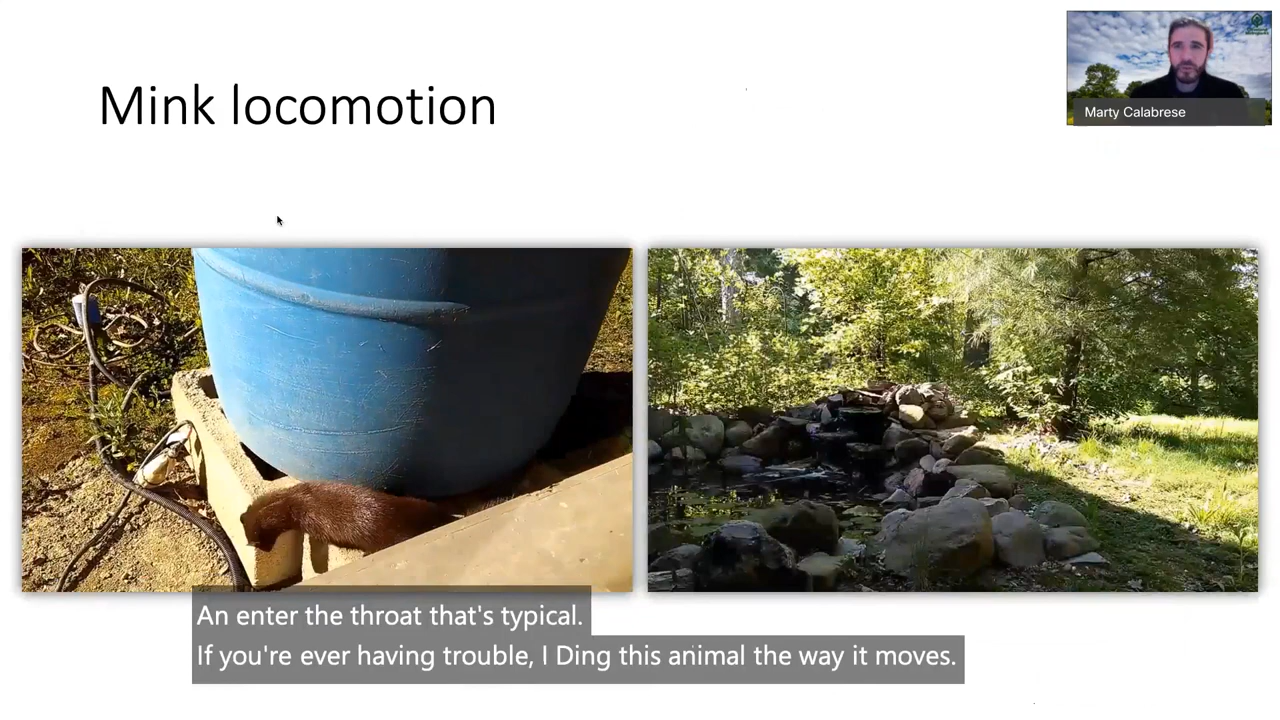 Mink locomotion
Marty Calabrese
An enter the throat that's typical.
If you're ever having trouble, I Ding this animal the way it moves.